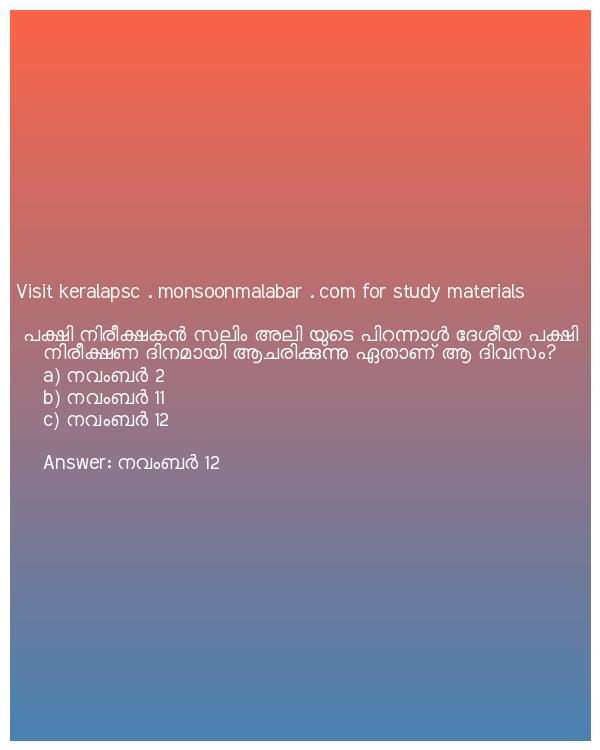 Visit keralapsc . monsoonmalabar . com for study materials
പക്ഷി നിരീക്ഷകൻ സലിം അലി യുടെ പിറന്നാൾ ദേശീയ പക്ഷി
നിരീക്ഷണ ദിനമായി ആചരിക്കുന്നു ഏതാണ് ആ ദിവസം?
a) നവംബർ 2
b) നവംബർ 11
c) നവംബർ 12
Answer: നവംബർ 12